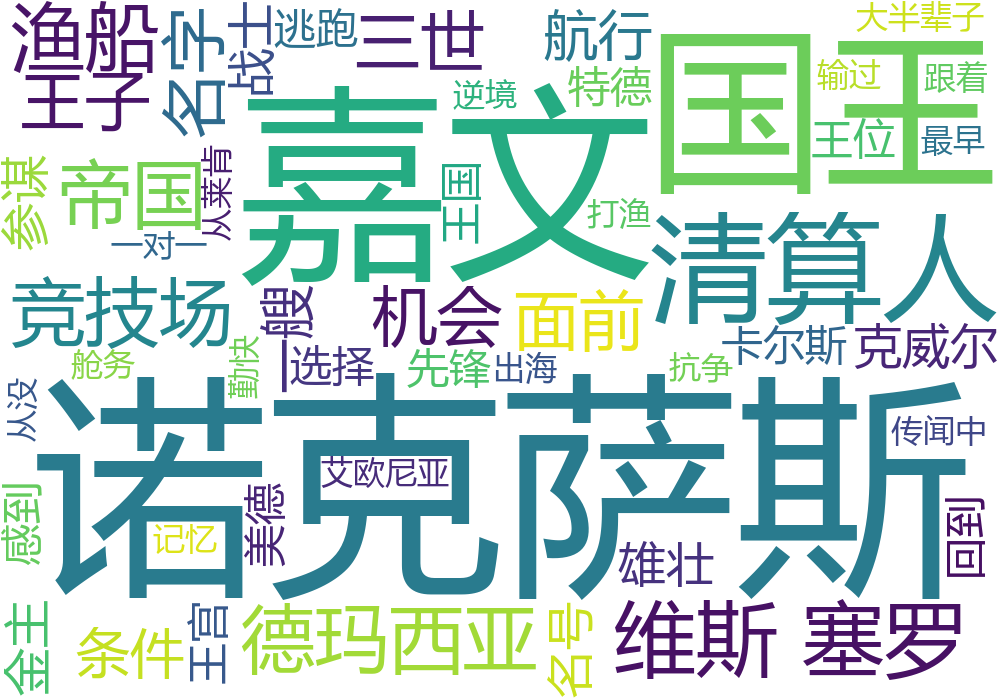 渔船
王子
名字
战士
逃跑
三世
航行
国王
大半辈子
输过
跟着
特德
逆境
嘉文
王位
最早
参谋
帝国
从莱肯
王国
打渔
一对一
清算人
竞技场
艘
机会
面前
卡尔斯
克威尔
舱务
勤快
一
选择
先锋
出海
抗争
从没
诺克萨斯
传闻中
艾欧尼亚
感到
记忆
美德
雄壮
回到
金主
条件
王宫
德玛西亚
名号
维斯
塞罗